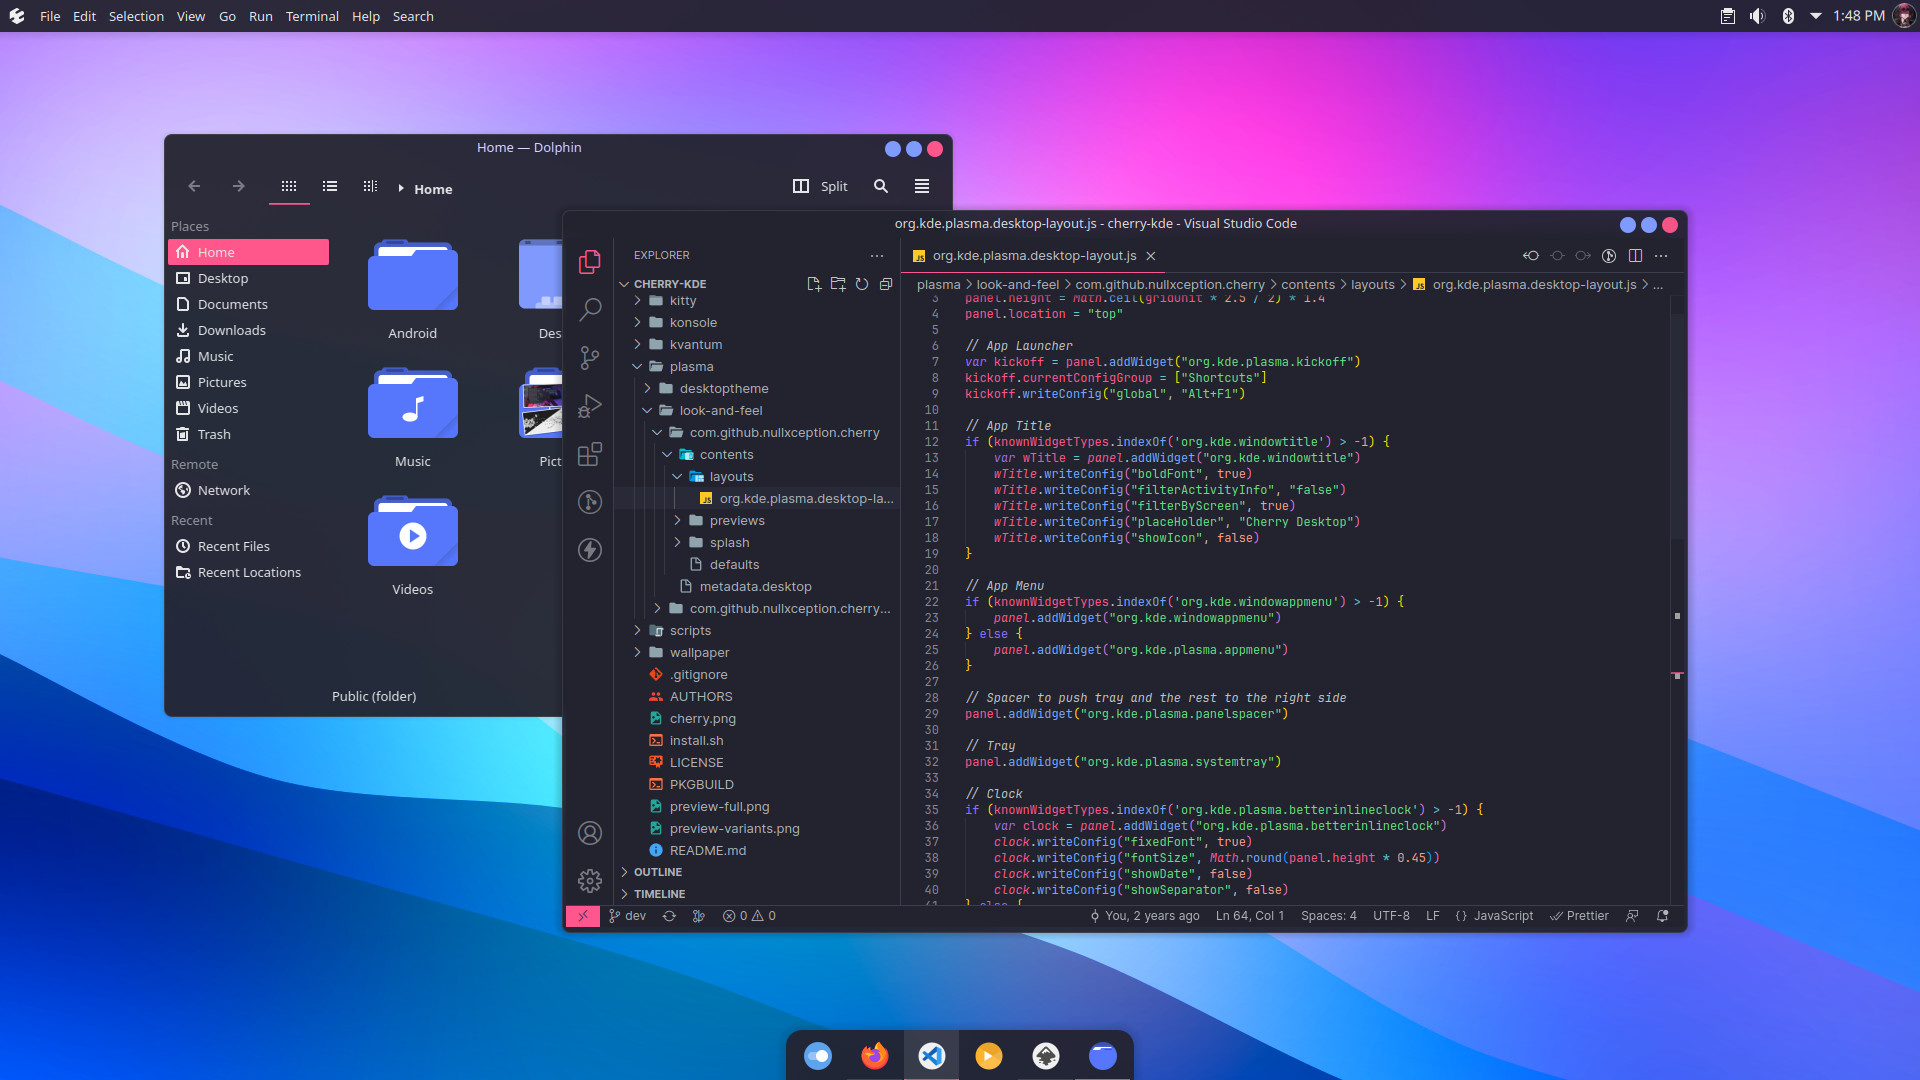 File Edit Selection View Go Run Terminal Help Search
1:48 PM
Home — Dolphin
Home
Split
Places
Home
Desktop
Documents
Downloads
Music
Pictures
Videos
Trash
Remote
Network
Recent
Recent Files
Recent Locations
Android
Des
Music
Pict
Videos
Public (folder)
org.kde.plasma.desktop-layout.js - cherry-kde - Visual Studio Code
EXPLORER
CHERRY-KDE
kitty
konsole
kvantum
plasma
desktoptheme
look-and-feel
com.github.nullxception.cherry
contents
layouts
JS org.kde.plasma.desktop-la...
previews
splash
defaults
metadata.desktop
com.github.nullxception.cherry...
scripts
wallpaper
.gitignore
AUTHORS
cherry.png
install.sh
LICENSE
PKGBUILD
preview-full.png
preview-variants.png
README.md
OUTLINE
TIMELINE
JS org.kde.plasma.desktop-layout.js
plasma > look-and-feel > com.github.nullxception.cherry > contents > layouts > JS org.kde.plasma.desktop-layout.js > ...
3 panel.height = Math.ceil(gridUnit * 2.5 / 2) * 1.4
4 panel.location = "top"
5
6 // App Launcher
7 var kickoff = panel.addWidget("org.kde.plasma.kickoff")
8 kickoff.currentConfigGroup = ["Shortcuts"]
9 kickoff.writeConfig("global", "Alt+F1")
10
11 // App Title
12 if (knownWidgetTypes.indexOf('org.kde.windowtitle') > -1) {
13 var wTitle = panel.addWidget("org.kde.windowtitle")
14 wTitle.writeConfig("boldFont", true)
15 wTitle.writeConfig("filterActivityInfo", "false")
16 wTitle.writeConfig("filterByScreen", true)
17 wTitle.writeConfig("placeHolder", "Cherry Desktop")
18 wTitle.writeConfig("showIcon", false)
19 }
20
21 // App Menu
22 if (knownWidgetTypes.indexOf('org.kde.windowappmenu') > -1) {
23 panel.addWidget("org.kde.windowappmenu")
24 } else {
25 panel.addWidget("org.kde.plasma.appmenu")
26 }
27
28 // Spacer to push tray and the rest to the right side
29 panel.addWidget("org.kde.plasma.panelspacer")
30
31 // Tray
32 panel.addWidget("org.kde.plasma.systemtray")
33
34 // Clock
35 if (knownWidgetTypes.indexOf('org.kde.plasma.betterinlineclock') > -1) {
36 var clock = panel.addWidget("org.kde.plasma.betterinlineclock")
37 clock.writeConfig("fixedFont", true)
38 clock.writeConfig("fontSize", Math.round(panel.height * 0.45))
39 clock.writeConfig("showDate", false)
40 clock.writeConfig("showSeparator", false)
41 } else {
dev 0 0 You, 2 years ago Ln 64, Col 1 Spaces: 4 UTF-8 LF {} JavaScript Prettier